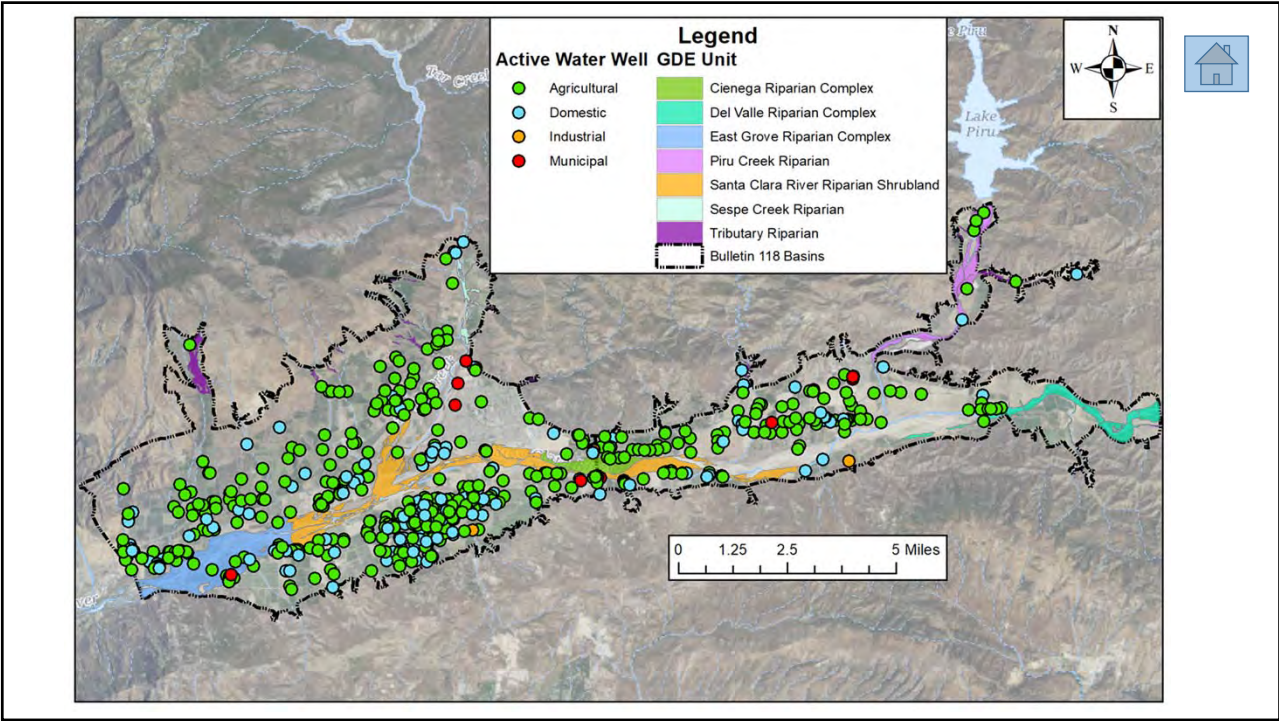 Legend
Active Water Well
Agricultural
Domestic
Industrial
Municipal
GDE Unit
Cienega Riparian Complex
Del Valle Riparian Complex
East Grove Riparian Complex
Piru Creek Riparian
Santa Clara River Riparian Shrubland
Sespe Creek Riparian
Tributary Riparian
Bulletin 118 Basins
N
W E
S
Lake
Piru
0 1.25 2.5 5 Miles